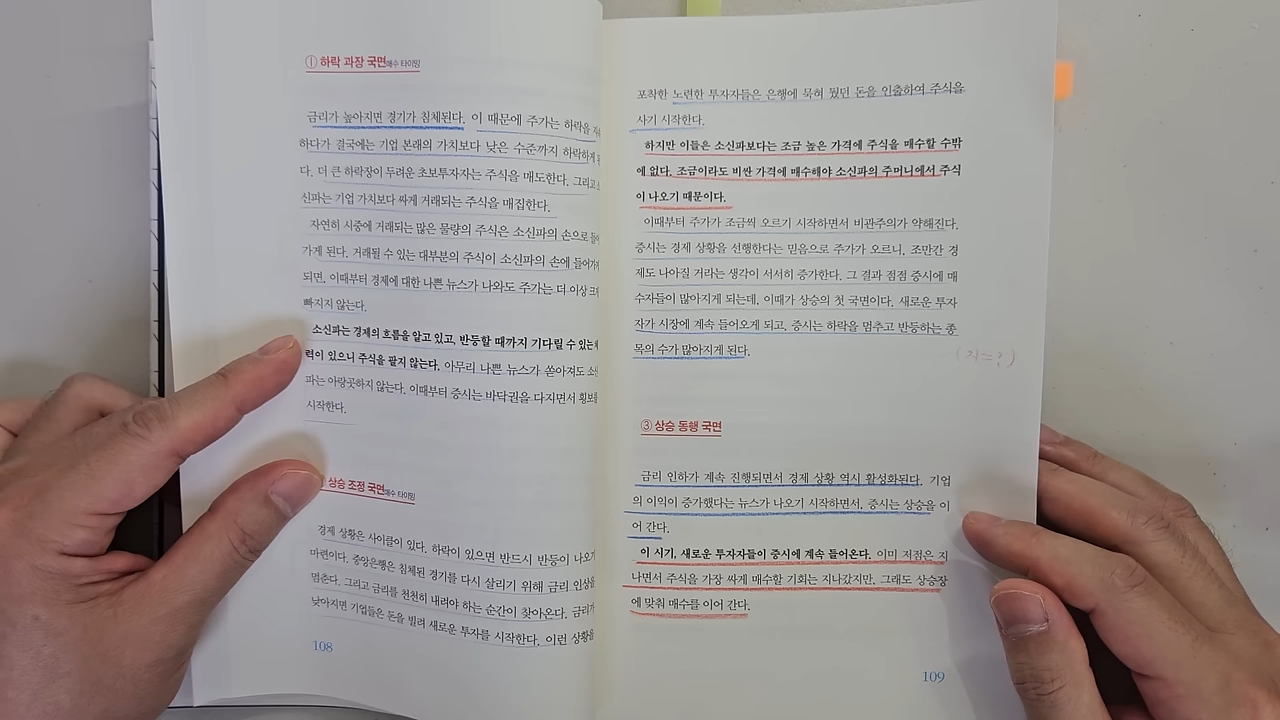 ① 하락 과장 국면매수 타이밍
금리가 높아지면 경기가 침체된다. 이 때문에 주가는 하락을
하다가 결국에는 기업 본래의 가치보다 낮은 수준까지 하락하게
다. 더 큰 하락장이 두려운 초보투자자는 주식을 매도한다. 그리고
신파는 기업 가치보다 싸게 거래되는 주식을 매집한다.
자연히 시중에 거래되는 많은 물량의 주식은 소신파의 손으로
가게 된다. 거래될 수 있는 대부분의 주식이 소신파의 손에
되면, 이때부터 경제에 대한 나쁜 뉴스가 나와도 주가는 더 이상
빠지지 않는다.
소신파는 경제의 흐름을 알고 있고, 반등할 때까지 기다릴 수 있는
력이 있으니 주식을 팔지 않는다. 아무리 나쁜 뉴스가 쏟아져도
파는 아랑곳하지 않는다. 이때부터 증시는 바닥권을 다지면서
시작한다.
상승 조정 국면매수 타이밍
경제 상황은 사이클이 있다. 하락이 있으면 반드시 반등이 나오기
마련이다. 중앙은행은 침체된 경기를 다시 살리기 위해 금리 인상을
멈춘다. 그리고 금리를 천천히 내려야 하는 순간이 찾아온다. 금리가
낮아지면 기업들은 돈을 빌려 새로운 투자를 시작한다. 이런 상황을
108
포착한 노련한 투자자들은 은행에 묵혀 뒀던 돈을 인출하여 주식을
사기 시작한다.
하지만 이들은 소신파보다는 조금 높은 가격에 주식을 매수할 수밖
에 없다. 조금이라도 비싼 가격에 매수해야 소신파의 주머니에서 주식
이 나오기 때문이다.
이때부터 주가가 조금씩 오르기 시작하면서 비관주의가 약해진다.
증시는 경제 상황을 선행한다는 믿음으로 주가가 오르니, 조만간 경
제도 나아질 거라는 생각이 서서히 증가한다. 그 결과 점점 증시에 매
수자들이 많아지게 되는데, 이때가 상승의 첫 국면이다. 새로운 투자
자가 시장에 계속 들어오게 되고, 증시는 하락을 멈추고 반등하는 종
목의 수가 많아지게 된다.
③ 상승 동행 국면
금리 인하가 계속 진행되면서 경제 상황 역시 활성화된다. 기업
의 이익이 증가했다는 뉴스가 나오기 시작하면서, 증시는 상승을 이
어 간다.
이 시기, 새로운 투자자들이 증시에 계속 들어온다. 이미 저점은 지
나면서 주식을 가장 싸게 매수할 기회는 지나갔지만, 그래도 상승장
에 맞춰 매수를 이어 간다.
109